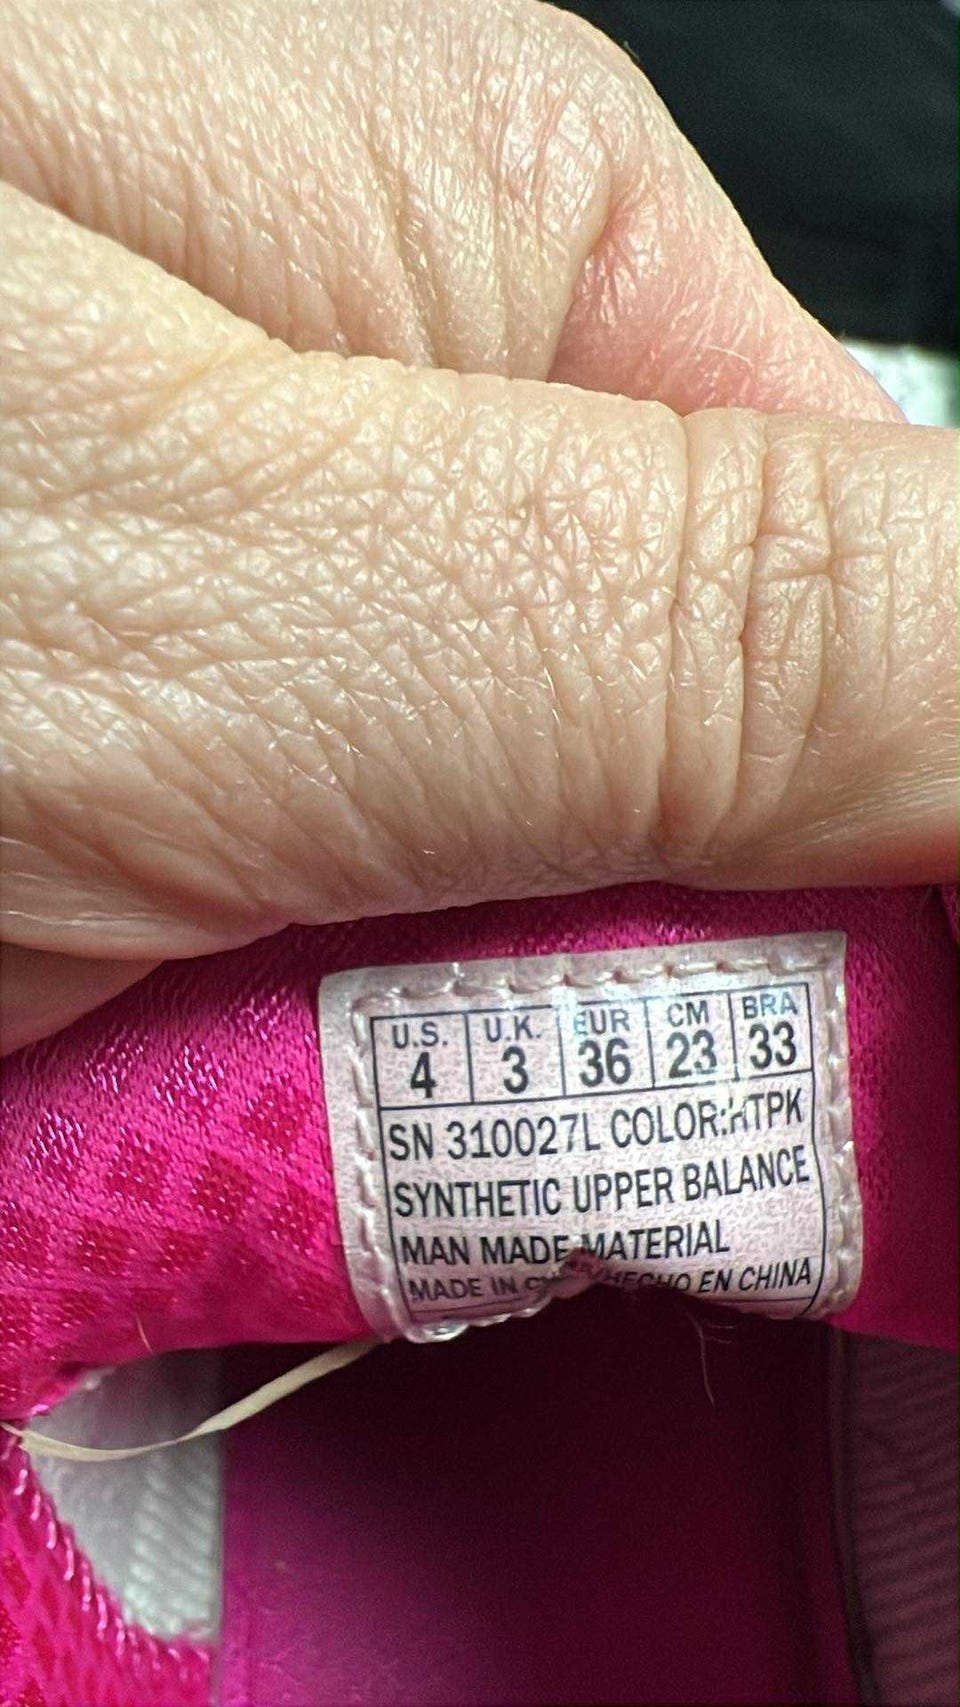 U.S. U.K. EUR CM BRA
4 3 36 23 33
SN 310027L COLOR:HTPK
SYNTHETIC UPPER BALANCE
MAN MADE MATERIAL
MADE IN HECHO EN CHINA